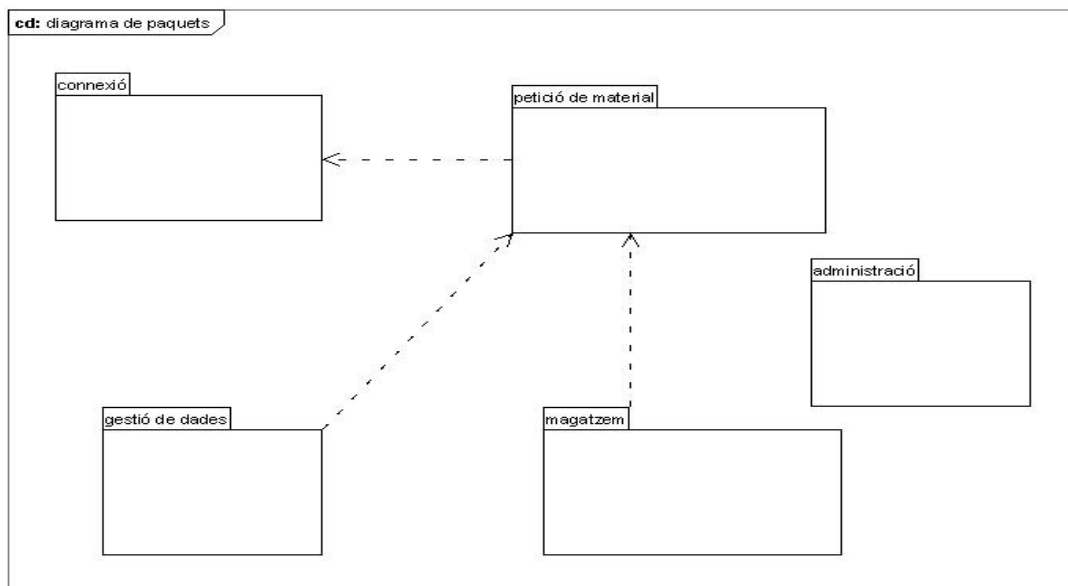 cd: diagrama de paquets
connexió
petició de material
administració
gestió de dades
magatzem